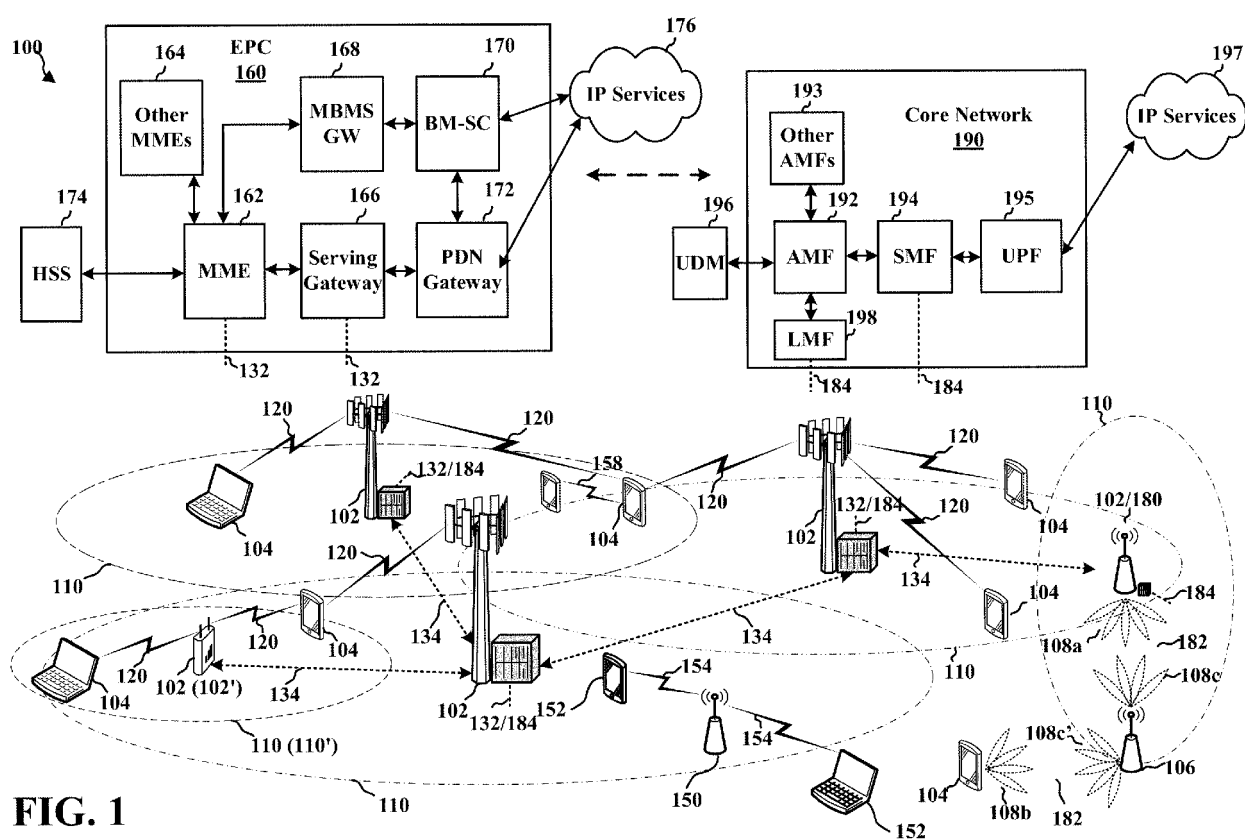 100
EPC
160
164
Other
MMEs
168
MBMS
GW
170
BM-SC
176
IP Services
174
HSS
162
MME
166
Serving
Gateway
172
PDN
Gateway
132
132
Core Network
190
193
Other
AMFs
197
IP Services
196
UDM
192
AMF
194
SMF
195
UPF
198
LMF
184
184
120
120
158
120
120
110
132/184
102
104
104
120
132/184
102
120
104
102/180
110
134
134
104
184
108a
182
104
120
120
134
134
110
108c
104
102 (102')
134
102
132/184
152
154
110 (110')
154
108c'
110
150
152
104
108b
182
106
FIG. 1